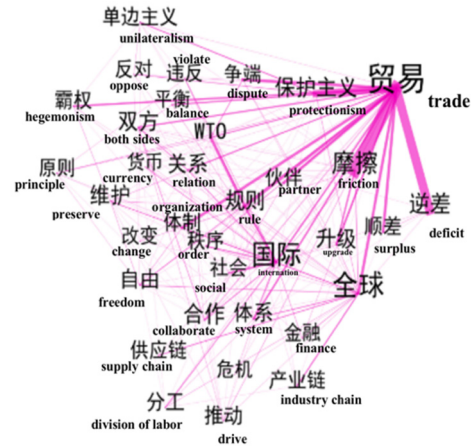 单边主义
unilateralism
反对
oppose
违反
violate
争端
dispute
保护主义
protectionism
贸易
trade
霸权
hegemonism
平衡
balance
双方
both sides
WTO
原则
principle
货币
currency
关系
relation
伙伴
partner
摩擦
friction
维护
preserve
organization
体制
规则
rule
逆差
deficit
改变
change
秩序
order
升级
upgrade
顺差
surplus
自由
freedom
社会
social
国际
internation
全球
合作
collaborate
体系
system
金融
finance
供应链
supply chain
危机
产业链
industry chain
分工
division of labor
推动
drive